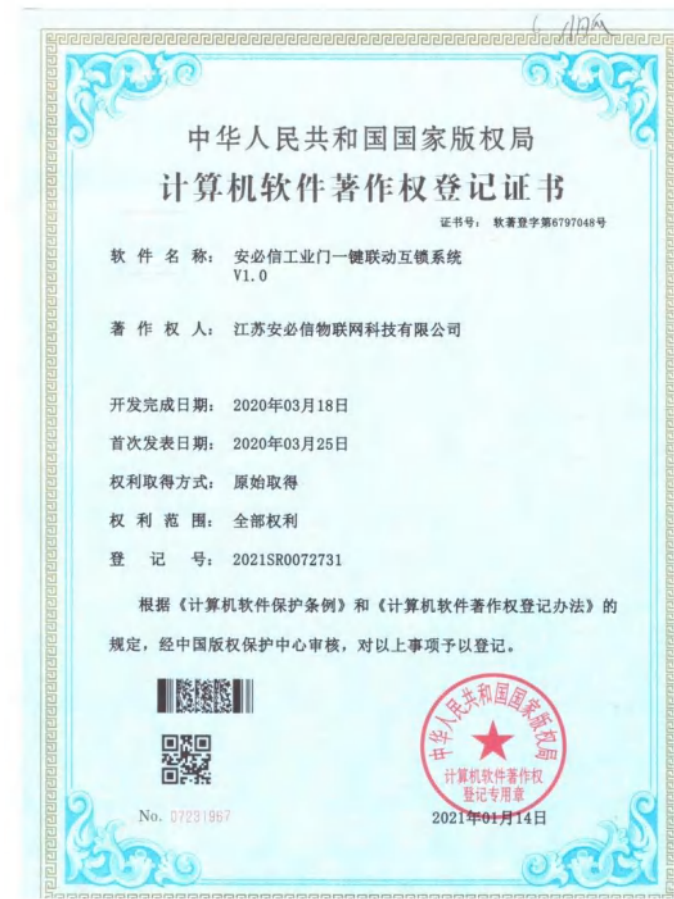 中华人民共和国国家版权局
计算机软件著作权登记证书
证书号： 软著登字第6797048号
软件名称： 安必信工业门一键联动互锁系统
V1.0
著作权人： 江苏安必信物联网科技有限公司
开发完成日期： 2020年03月18日
首次发表日期： 2020年03月25日
权利取得方式： 原始取得
权利范围： 全部权利
登记号： 2021SR0072731
根据《计算机软件保护条例》和《计算机软件著作权登记办法》的
规定，经中国版权保护中心审核，对以上事项予以登记。
中华人民共和国国家版权局
计算机软件著作权
登记专用章
No. 07231967
2021年01月14日